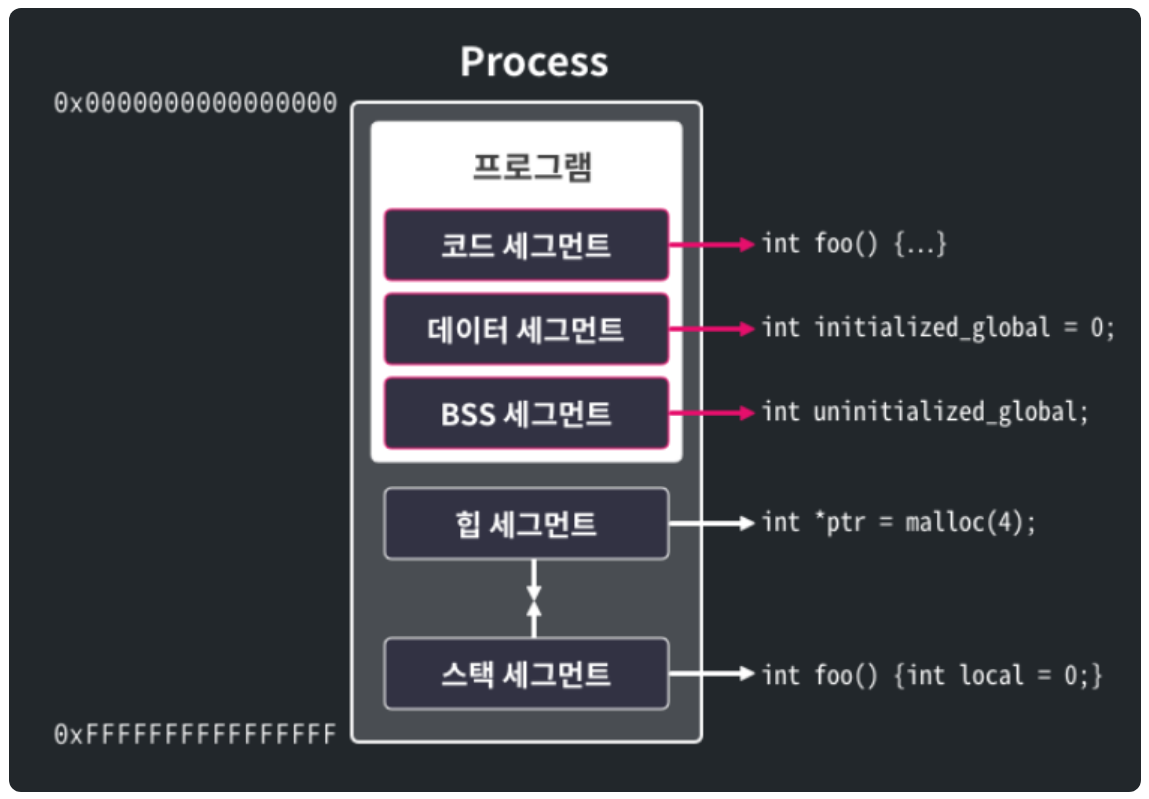 Process
0x0000000000000000
프로그램
코드 세그먼트
int foo() {...}
데이터 세그먼트
int initialized_global = 0;
BSS 세그먼트
int uninitialized_global;
힙 세그먼트
int *ptr = malloc(4);
스택 세그먼트
int foo() {int local = 0;}
0xFFFFFFFFFFFFFFFF